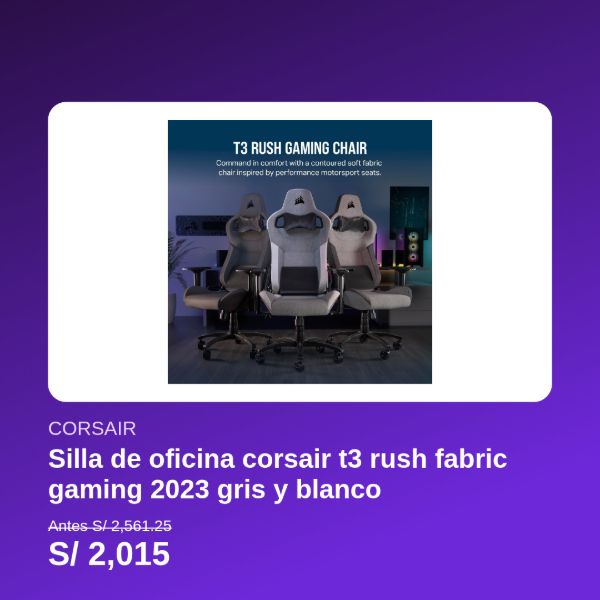 T3 RUSH GAMING CHAIR
Command in comfort with a contoured soft fabric
chair inspired by performance motorsport seats.
CORSAIR
Silla de oficina corsair t3 rush fabric
gaming 2023 gris y blanco
Antes S/ 2,561.25
S/ 2,015